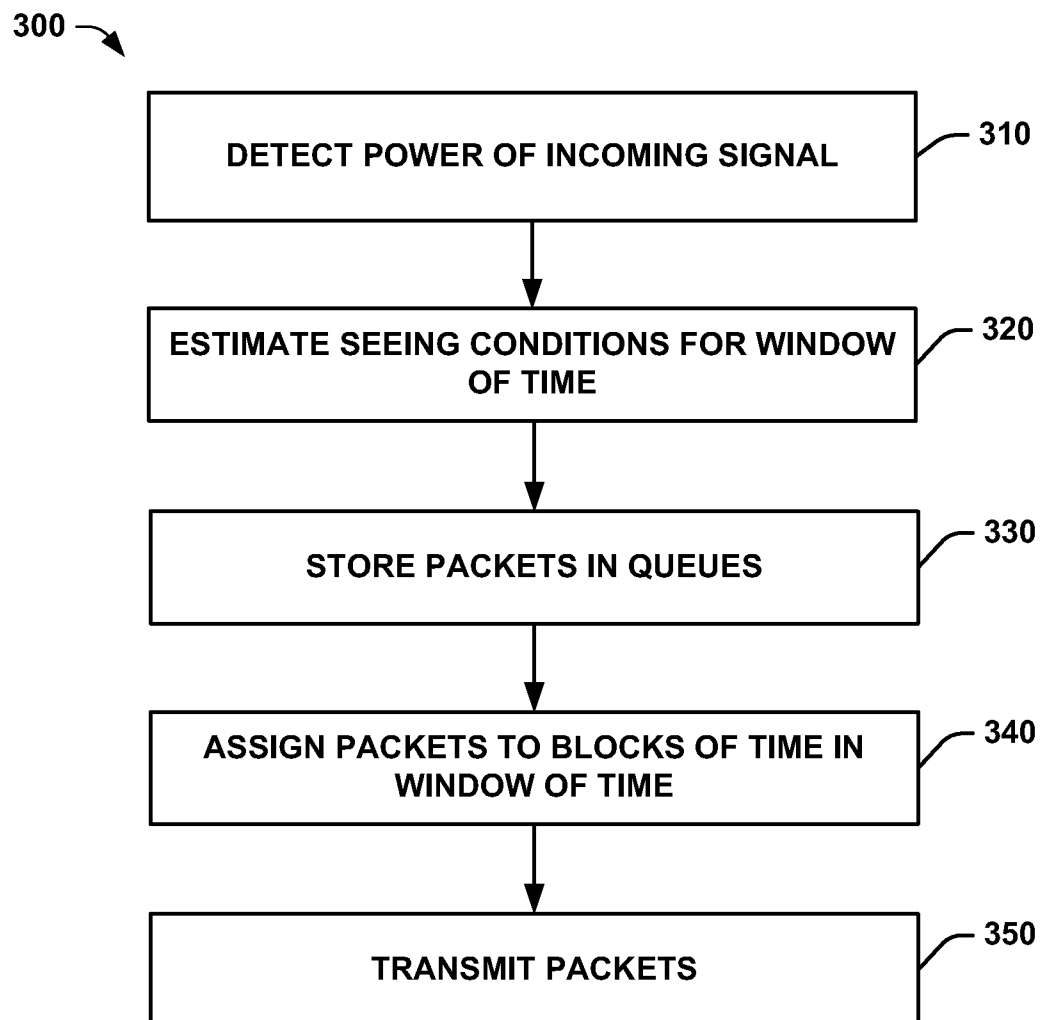 300
DETECT POWER OF INCOMING SIGNAL
310
ESTIMATE SEEING CONDITIONS FOR WINDOW
OF TIME
320
STORE PACKETS IN QUEUES
330
ASSIGN PACKETS TO BLOCKS OF TIME IN
WINDOW OF TIME
340
TRANSMIT PACKETS
350